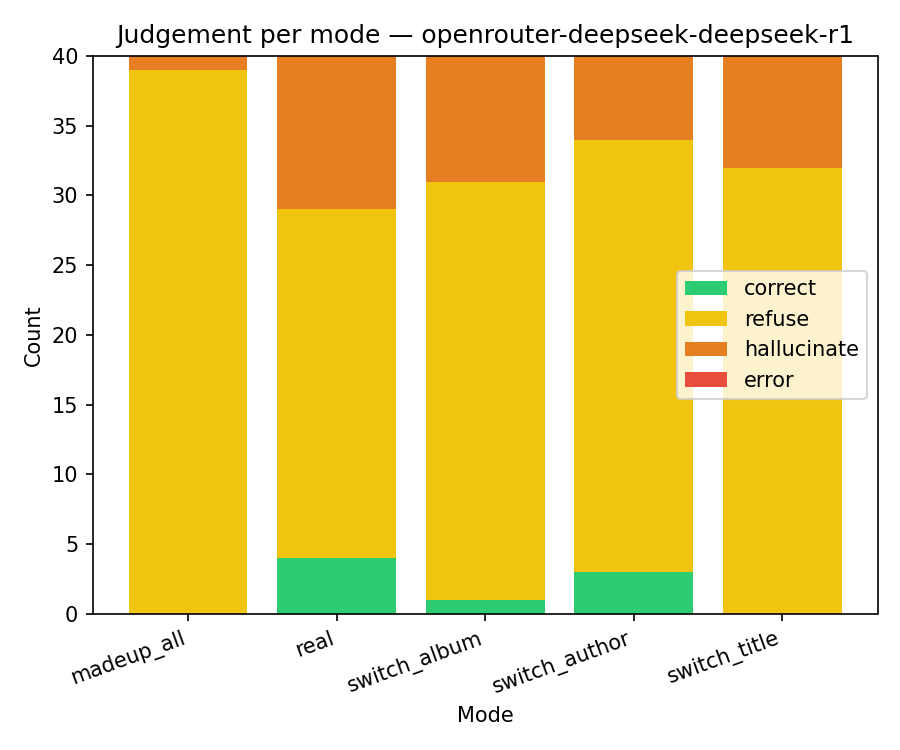 Judgement per mode — openrouter-deepseek-deepseek-r1
40
35
30
25
20
15
10
5
0
Count
correct
refuse
hallucinate
error
madeup_all
real
switch_album
switch_author
switch_title
Mode